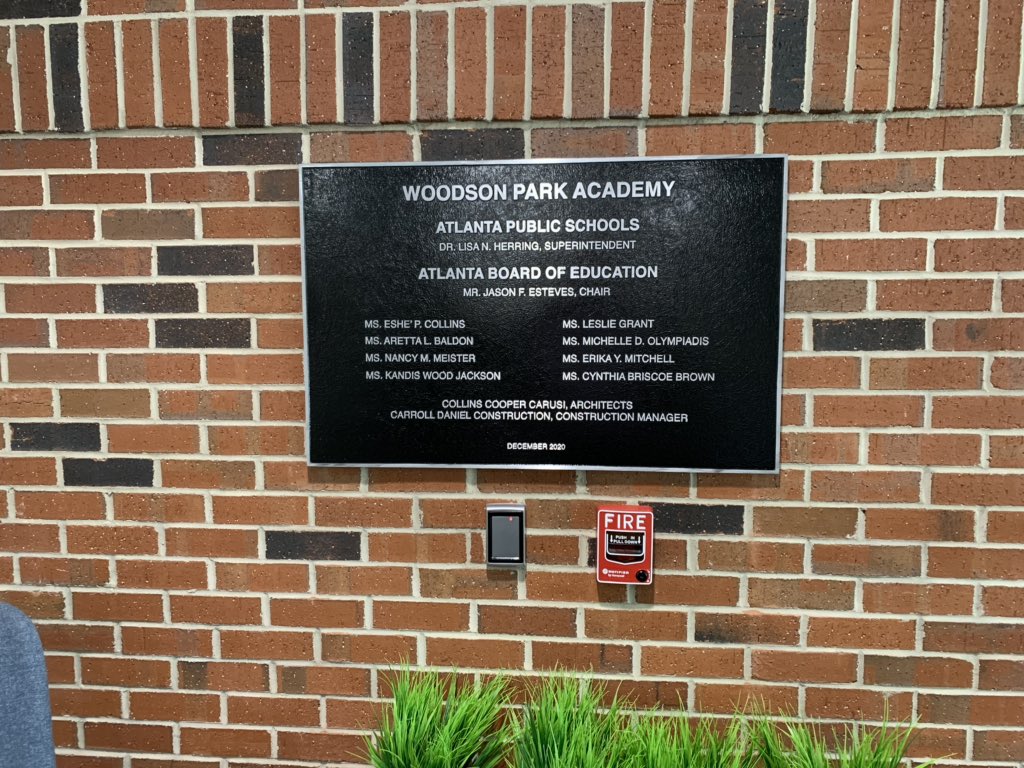 WOODSON PARK ACADEMY
ATLANTA PUBLIC SCHOOLS
DR. LISA N. HERRING, SUPERINTENDENT
ATLANTA BOARD OF EDUCATION
MR. JASON F. ESTEVES, CHAIR
MS. ESHE' P. COLLINS
MS. ARETTA L. BALDON
MS. NANCY M. MEISTER
MS. KANDIS WOOD JACKSON
MS. LESLIE GRANT
MS. MICHELLE D. OLYMPIADIS
MS. ERIKA Y. MITCHELL
MS. CYNTHIA BRISCOE BROWN
COLLINS COOPER CARUSI, ARCHITECTS
CARROLL DANIEL CONSTRUCTION, CONSTRUCTION MANAGER
DECEMBER 2020
FIRE
PUSH IN
PULL DOWN
NOTIFIER
by Honeywell